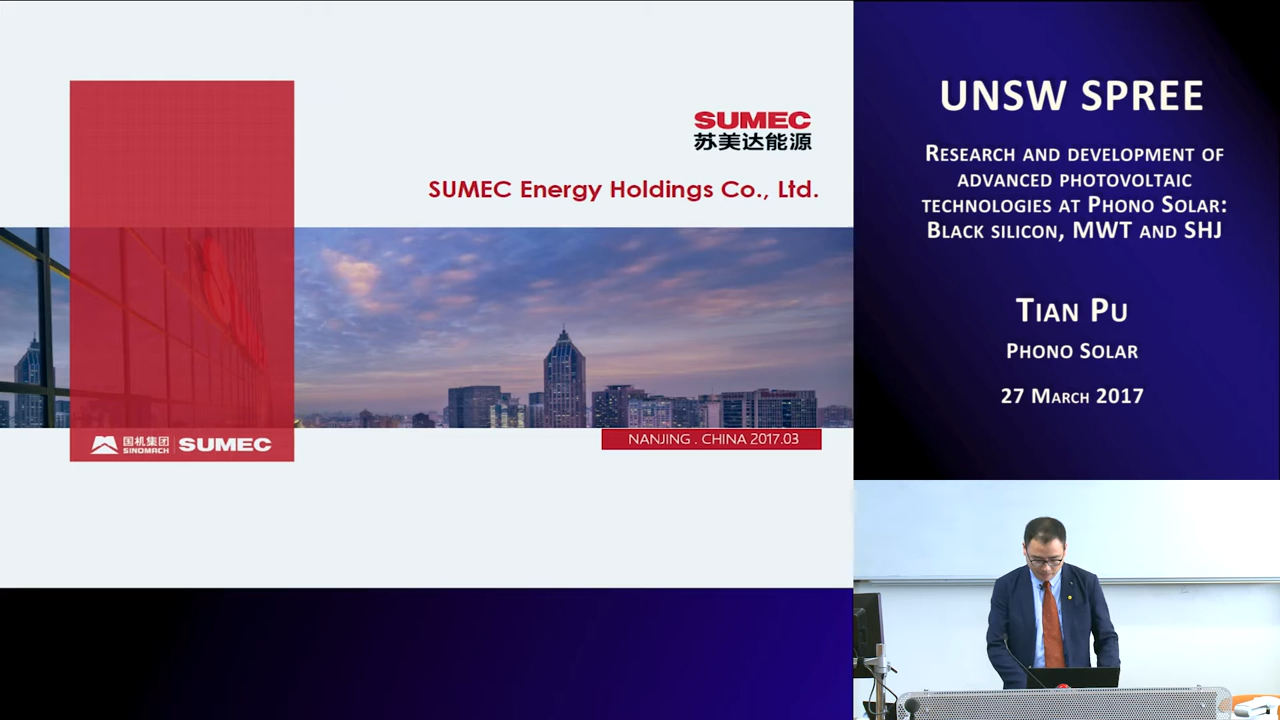 SUMEC
苏美达能源
SUMEC Energy Holdings Co., Ltd.
国机集团
SINOMACH
SUMEC
NANJING . CHINA 2017.03
UNSW SPREE
Research and development of
advanced photovoltaic
technologies at Phono Solar:
Black silicon, MWT and SHJ
Tian Pu
Phono Solar
27 March 2017